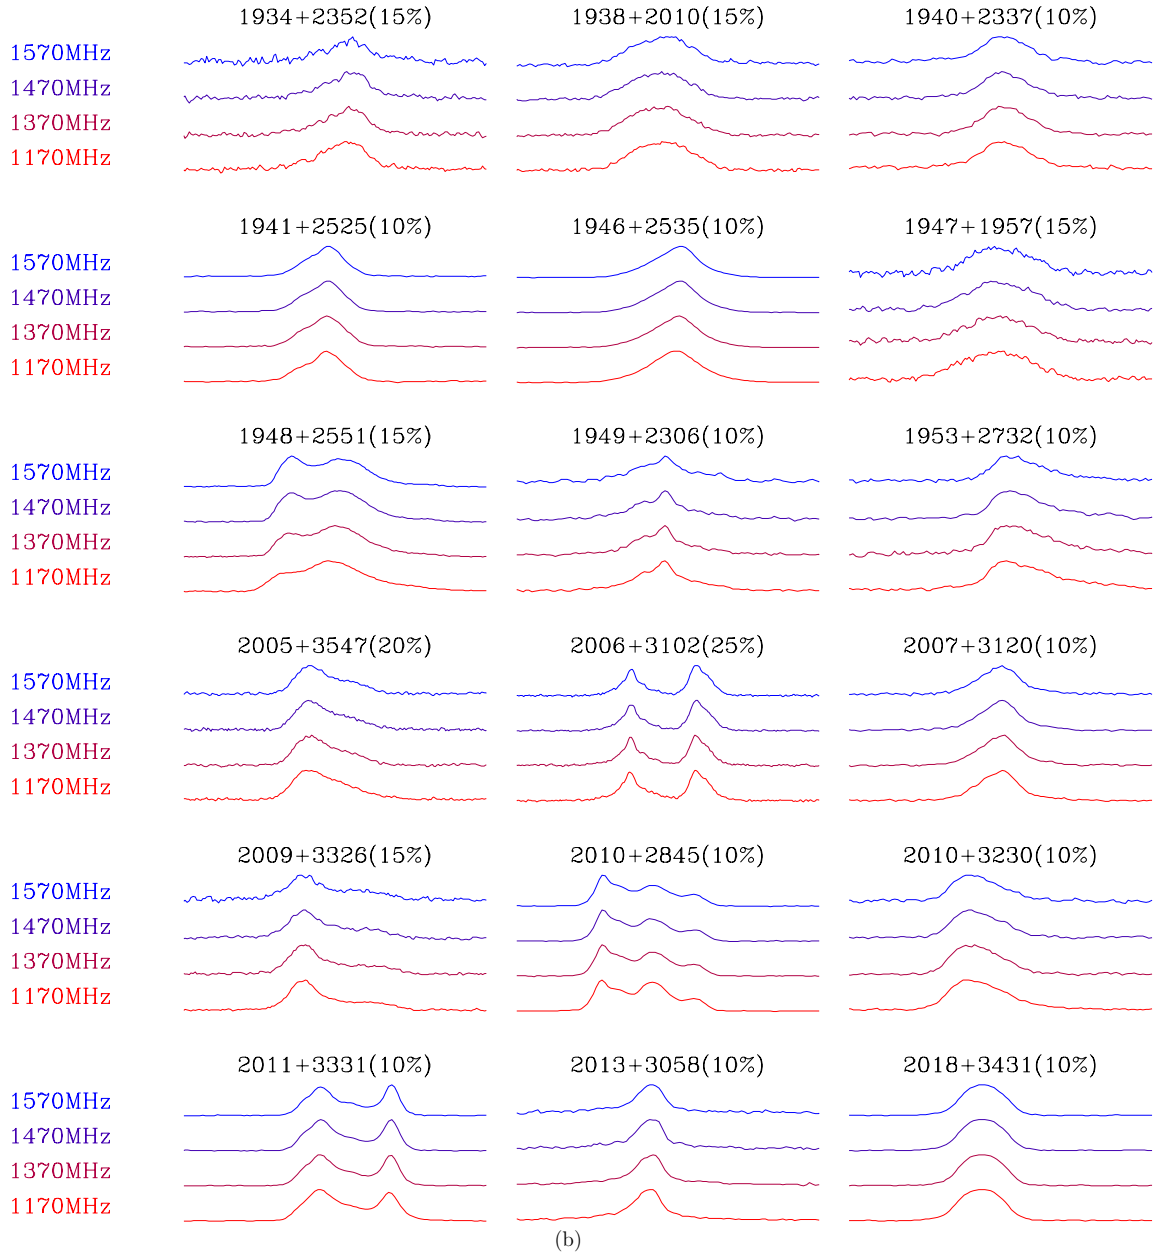 1934+2352(15%) 1938+2010(15%) 1940+2337(10%)
1570MHz
1470MHz
1370MHz
1170MHz
1941+2525(10%) 1946+2535(10%) 1947+1957(15%)
1570MHz
1470MHz
1370MHz
1170MHz
1948+2551(15%) 1949+2306(10%) 1953+2732(10%)
1570MHz
1470MHz
1370MHz
1170MHz
2005+3547(20%) 2006+3102(25%) 2007+3120(10%)
1570MHz
1470MHz
1370MHz
1170MHz
2009+3326(15%) 2010+2845(10%) 2010+3230(10%)
1570MHz
1470MHz
1370MHz
1170MHz
2011+3331(10%) 2013+3058(10%) 2018+3431(10%)
1570MHz
1470MHz
1370MHz
1170MHz
(b)